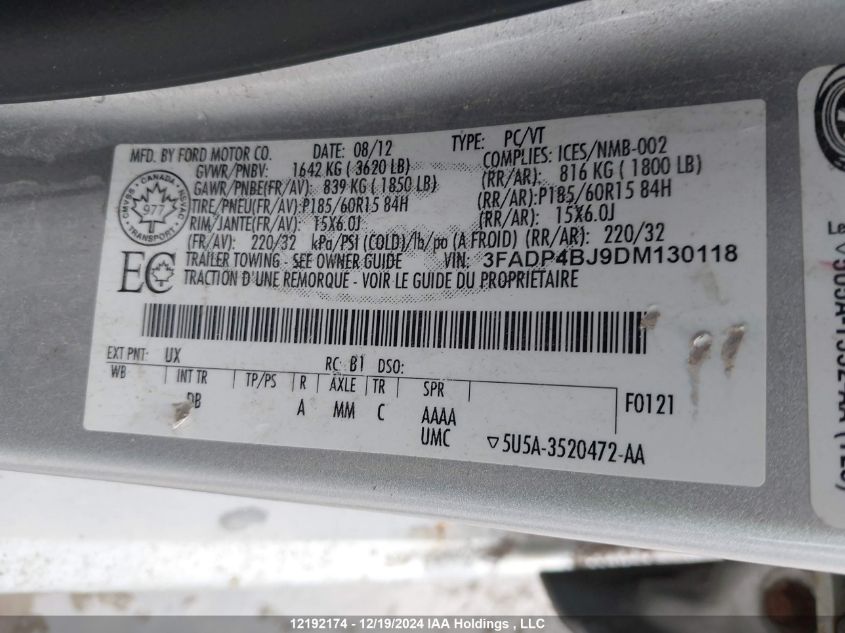 MFD. BY FORD MOTOR CO. DATE: 08/12 TYPE: PC/VT
GVWR/PNBV: 1642 KG ( 3620 LB) COMPLIES: ICES/NMB-002
GAWR/PNBE(FR/AV): 839 KG ( 1850 LB) (RR/AR): 816 KG ( 1800 LB)
TIRE/PNEU(FR/AV): P185/60R15 84H (RR/AR): P185/60R15 84H
RIM/JANTE(FR/AV): 15X6.0J (RR/AR): 15X6.0J
(FR/AV): 220/32 kPa/PSI (COLD)/lb/po (A FROID) (RR/AR): 220/32
TRAILER TOWING - SEE OWNER GUIDE VIN: 3FADP4BJ9DM130118
TRACTION D'UNE REMORQUE - VOIR LE GUIDE DU PROPRIÉTAIRE
CMVSS • CANADA • NSVAC
977
TRANSPORT
EC
EXT PNT: UX RC: B1 DSO:
WB INT TR TP/PS R AXLE TR SPR
DB A MM C AAAA F0121
UMC ▽5U5A-3520472-AA
12192174 - 12/19/2024 IAA Holdings , LLC